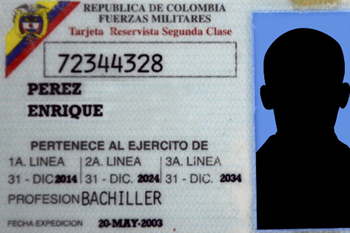 REPUBLICA DE COLOMBIA
FUERZAS MILITARES
Tarjeta Reservista Segunda Clase
72344328
PEREZ
ENRIQUE
PERTENECE AL EJERCITO DE
1A. LINEA 2A. LINEA 3A. LINEA
31 - DIC.2014 31 - DIC. 2024 31 - DIC. 2034
PROFESION BACHILLER
FECHA EXPEDICION 20-MAY-2003